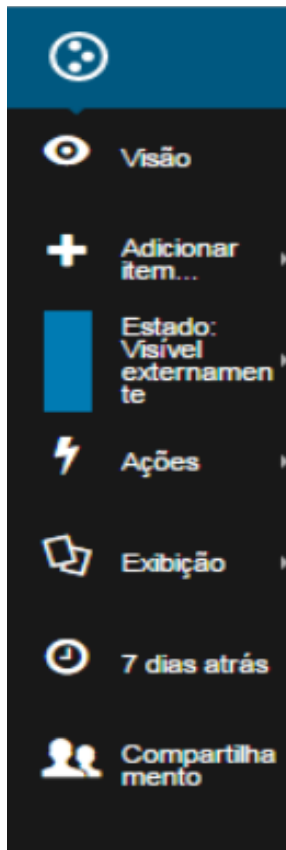 Visão
Adicionar
item...
Estado:
Visível
externamen
te
Ações
Exibição
7 dias atrás
Compartilha
mento